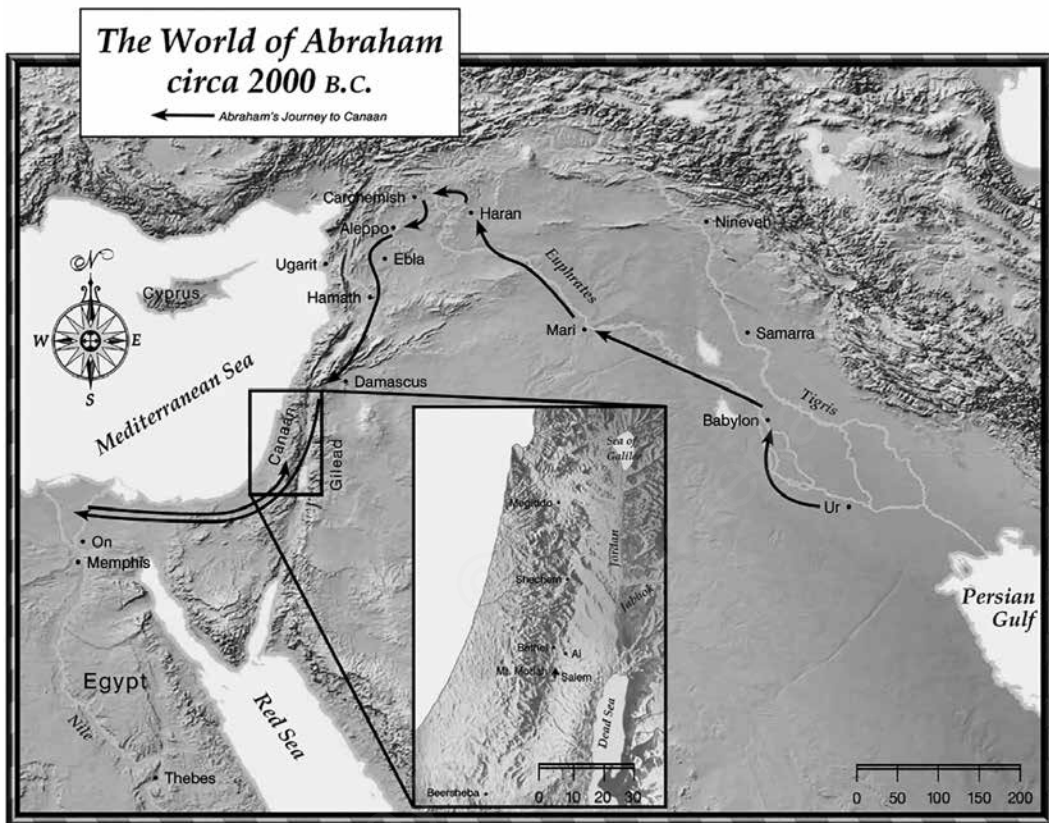 The World of Abraham
circa 2000 B.C.
Abraham's Journey to Canaan
Carchemish
Haran
Nineveh
Aleppo
Ebla
Ugarit
Euphrates
Cyprus
Hamath
N
W
E
S
Mari
Samarra
Mediterranean Sea
Damascus
Tigris
Babylon
Canaan
Gilead
Ur
On
Memphis
Persian
Gulf
Egypt
Red Sea
Nile
Thebes
Sea of
Galilee
Megiddo
Jordan
Shechem
Jabbok
Bethel
Ai
Mt. Moriah
Salem
Dead Sea
Beersheba
0 10 20 30
0 50 100 150 200